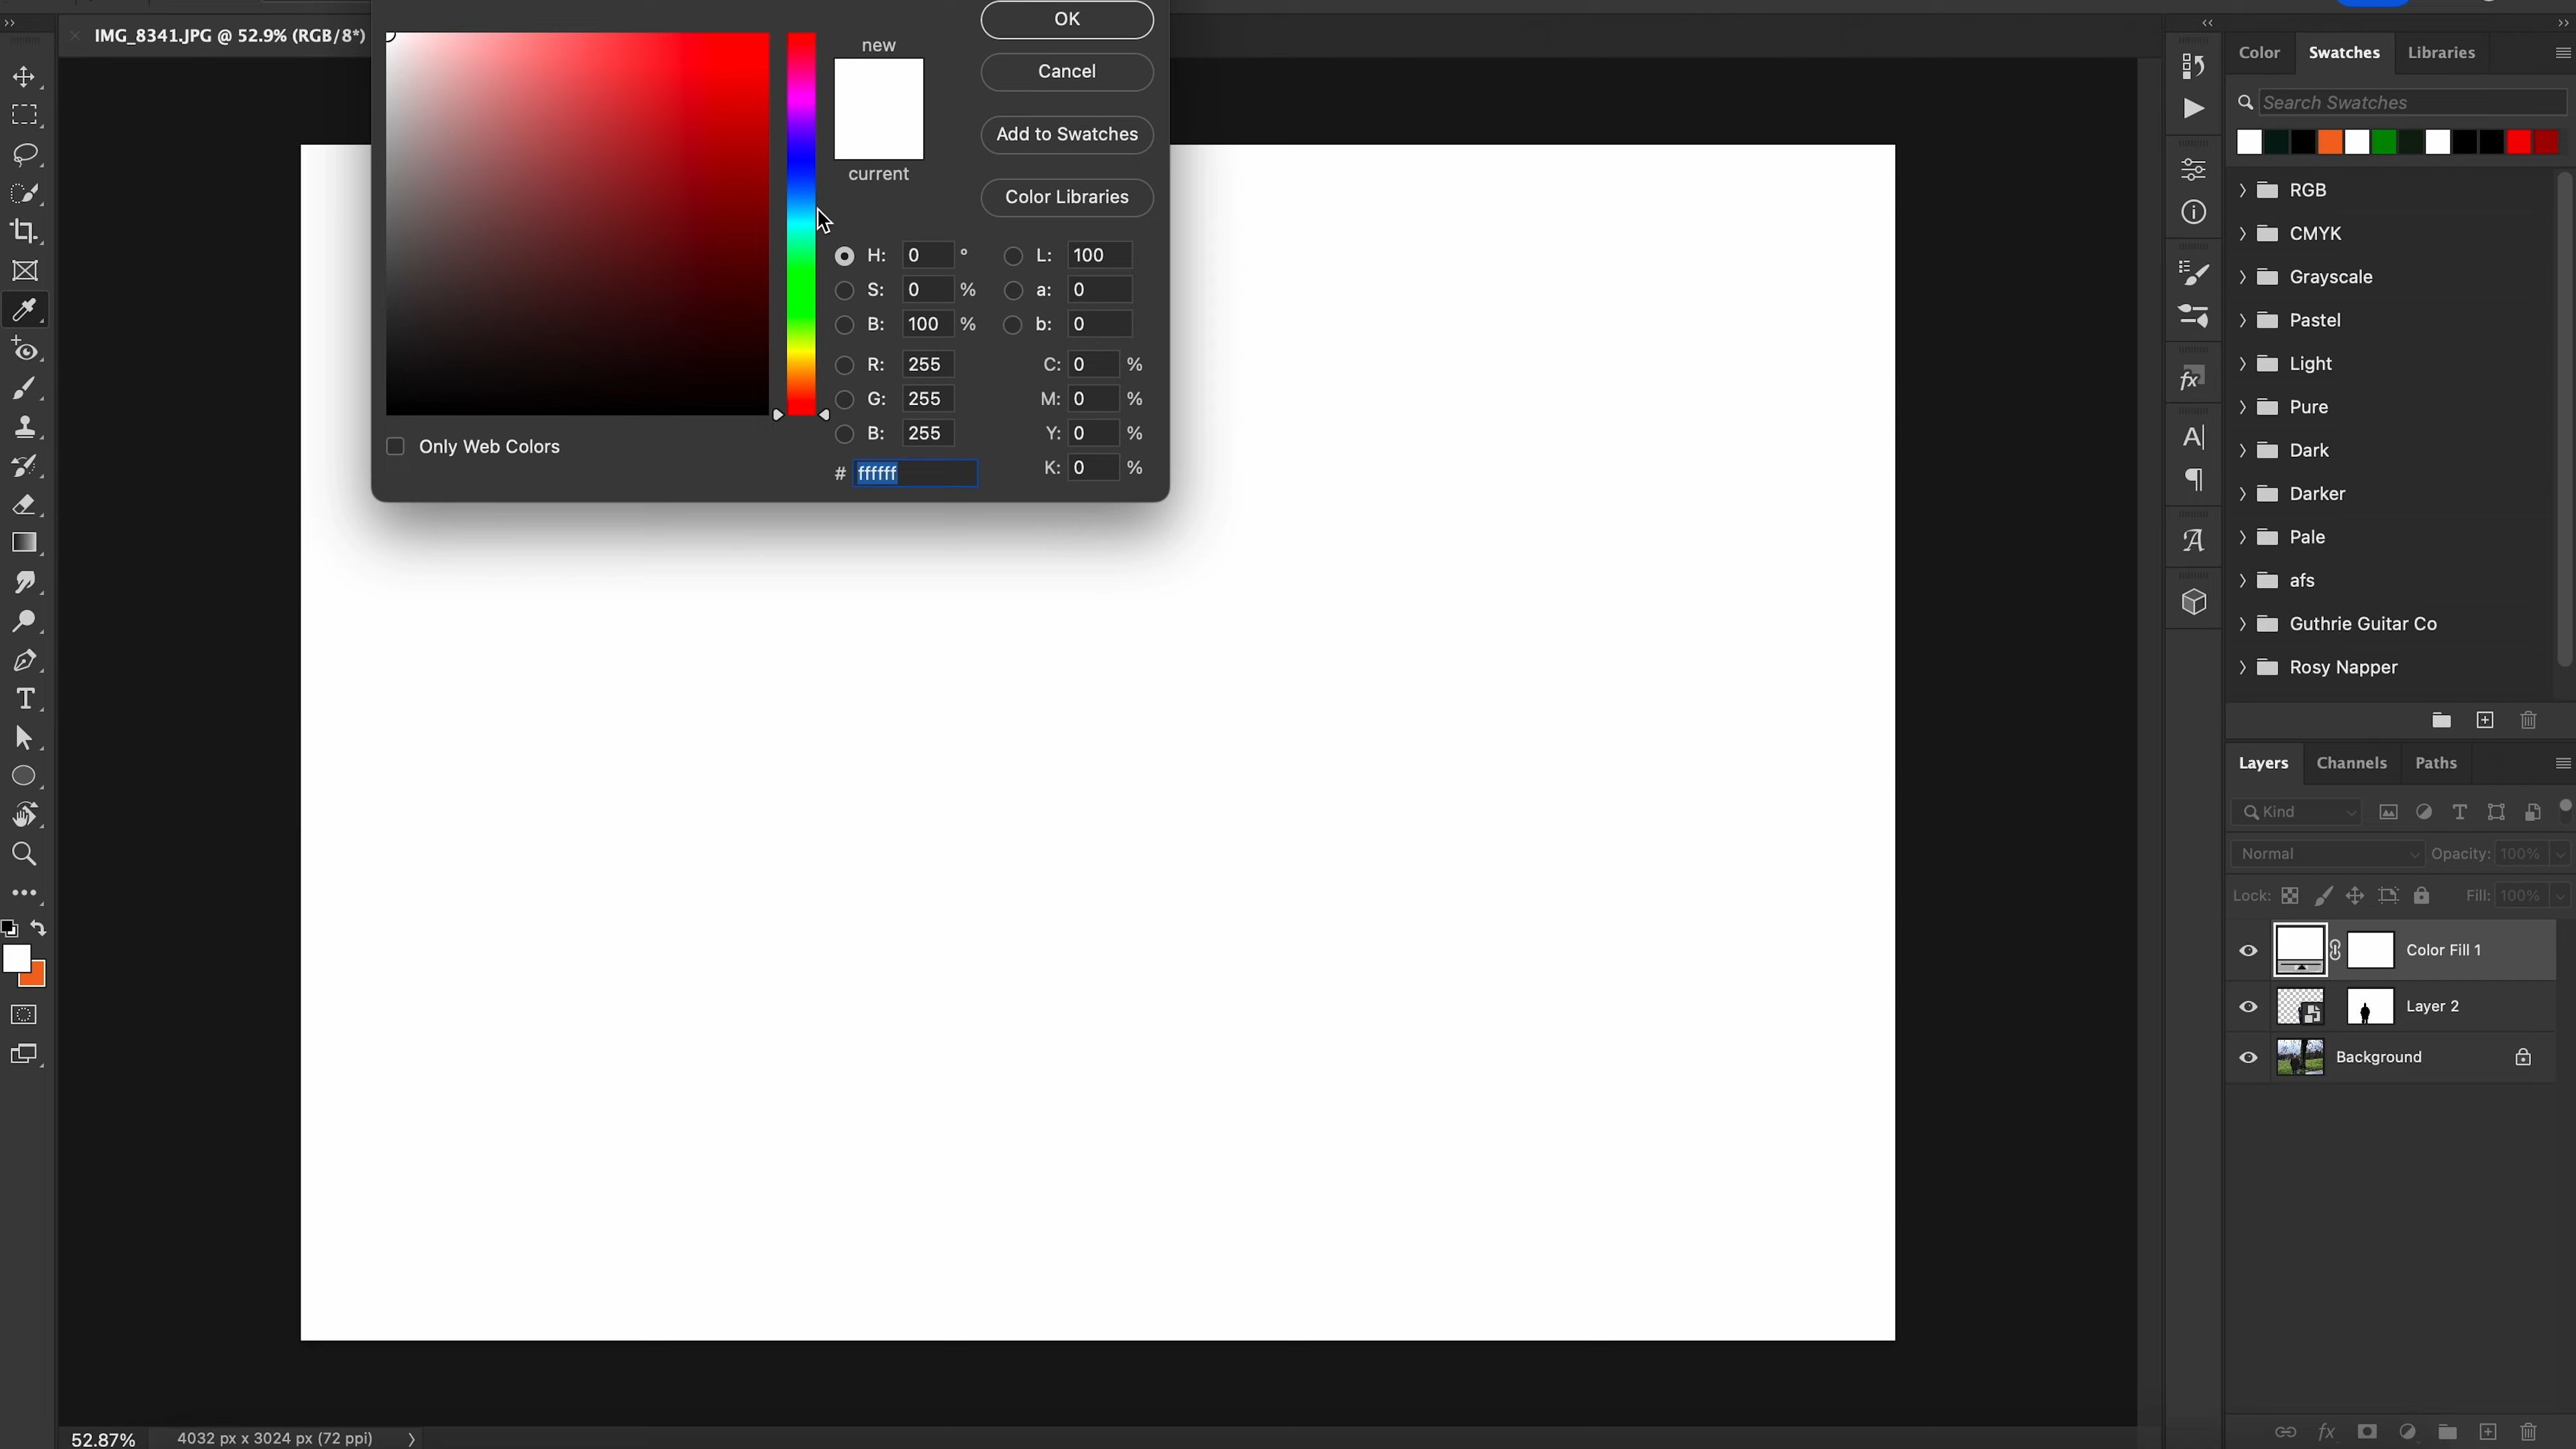 IMG_8341.JPG @ 52.9% (RGB/8*)
new
current
OK
Cancel
Add to Swatches
Color Libraries
H: 0 °
S: 0 %
B: 100 %
R: 255
G: 255
B: 255
# ffffff
L: 100
a: 0
b: 0
C: 0 %
M: 0 %
Y: 0 %
K: 0 %
Only Web Colors
Color Swatches Libraries
Search Swatches
RGB
CMYK
Grayscale
Pastel
Light
Pure
Dark
Darker
Pale
afs
Guthrie Guitar Co
Rosy Napper
Layers Channels Paths
Kind
Normal Opacity: 100%
Lock: Fill: 100%
Color Fill 1
Layer 2
Background
52.87% 4032 px x 3024 px (72 ppi)